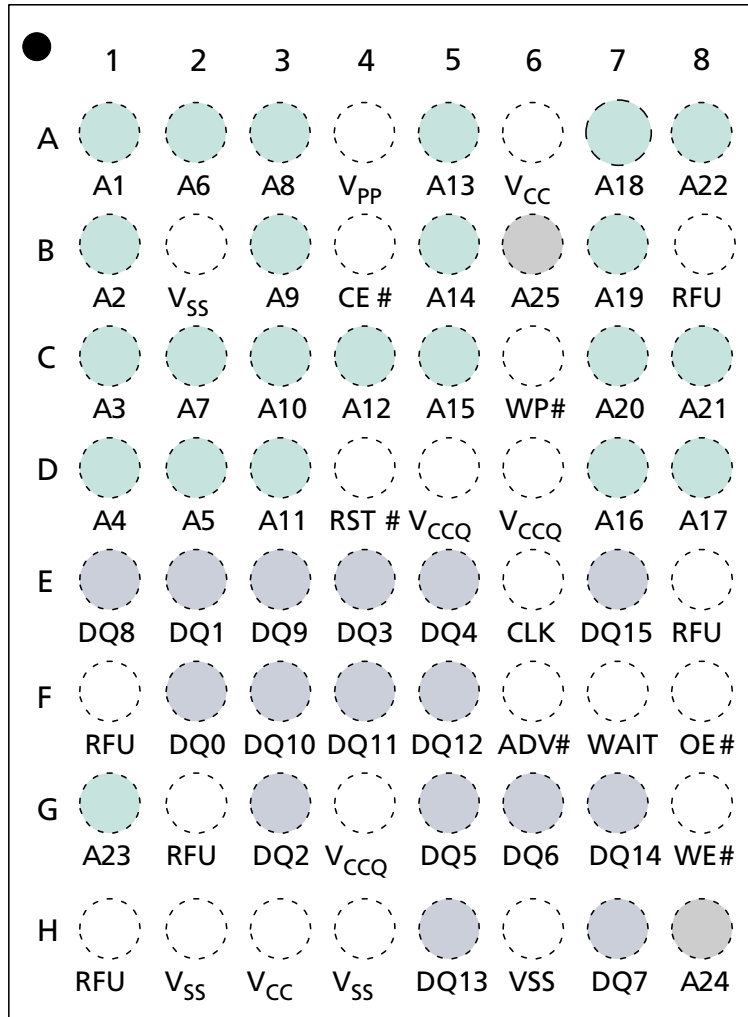 1 2 3 4 5 6 7 8
A
A1 A6 A8 VPP A13 VCC A18 A22
B
A2 VSS A9 CE # A14 A25 A19 RFU
C
A3 A7 A10 A12 A15 WP# A20 A21
D
A4 A5 A11 RST # VCCQ VCCQ A16 A17
E
DQ8 DQ1 DQ9 DQ3 DQ4 CLK DQ15 RFU
F
RFU DQ0 DQ10 DQ11 DQ12 ADV# WAIT OE #
G
A23 RFU DQ2 VCCQ DQ5 DQ6 DQ14 WE #
H
RFU VSS VCC VSS DQ13 VSS DQ7 A24